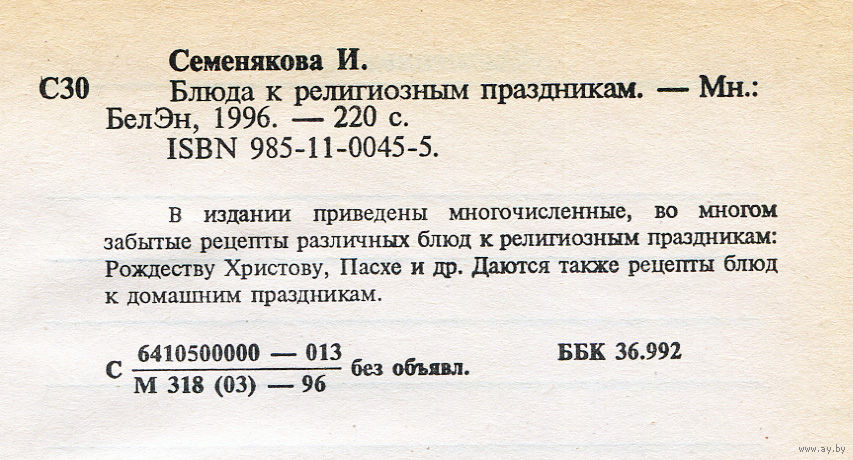 Семенякова И.
С30 Блюда к религиозным праздникам. — Мн.:
БелЭн, 1996. — 220 с.
ISBN 985-11-0045-5.
В издании приведены многочисленные, во многом
забытые рецепты различных блюд к религиозным праздникам:
Рождеству Христову, Пасхе и др. Даются также рецепты блюд
к домашним праздникам.
6410500000 — 013
С без объявл. ББК 36.992
М 318 (03) — 96
www.ay.by